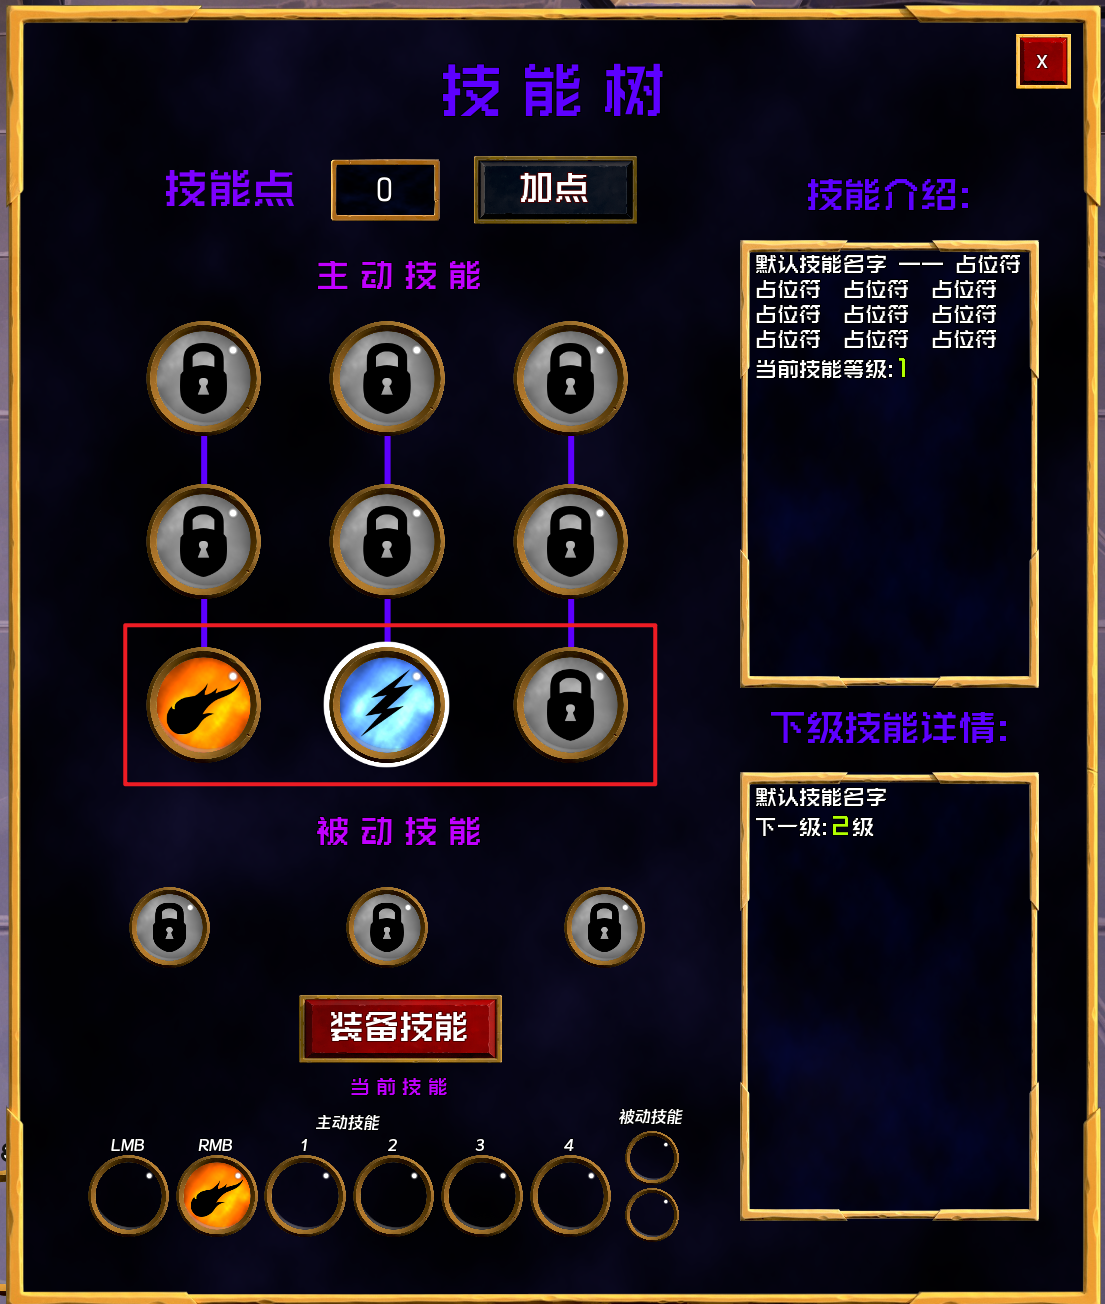 X
技能树
技能点 0 加点
主动技能
技能介绍:
默认技能名字 —— 占位符
占位符 占位符 占位符
占位符 占位符 占位符
占位符 占位符 占位符
当前技能等级:1
下级技能详情:
默认技能名字
下一级:2级
被动技能
装备技能
当前技能
主动技能
被动技能
LMB RMB 1 2 3 4